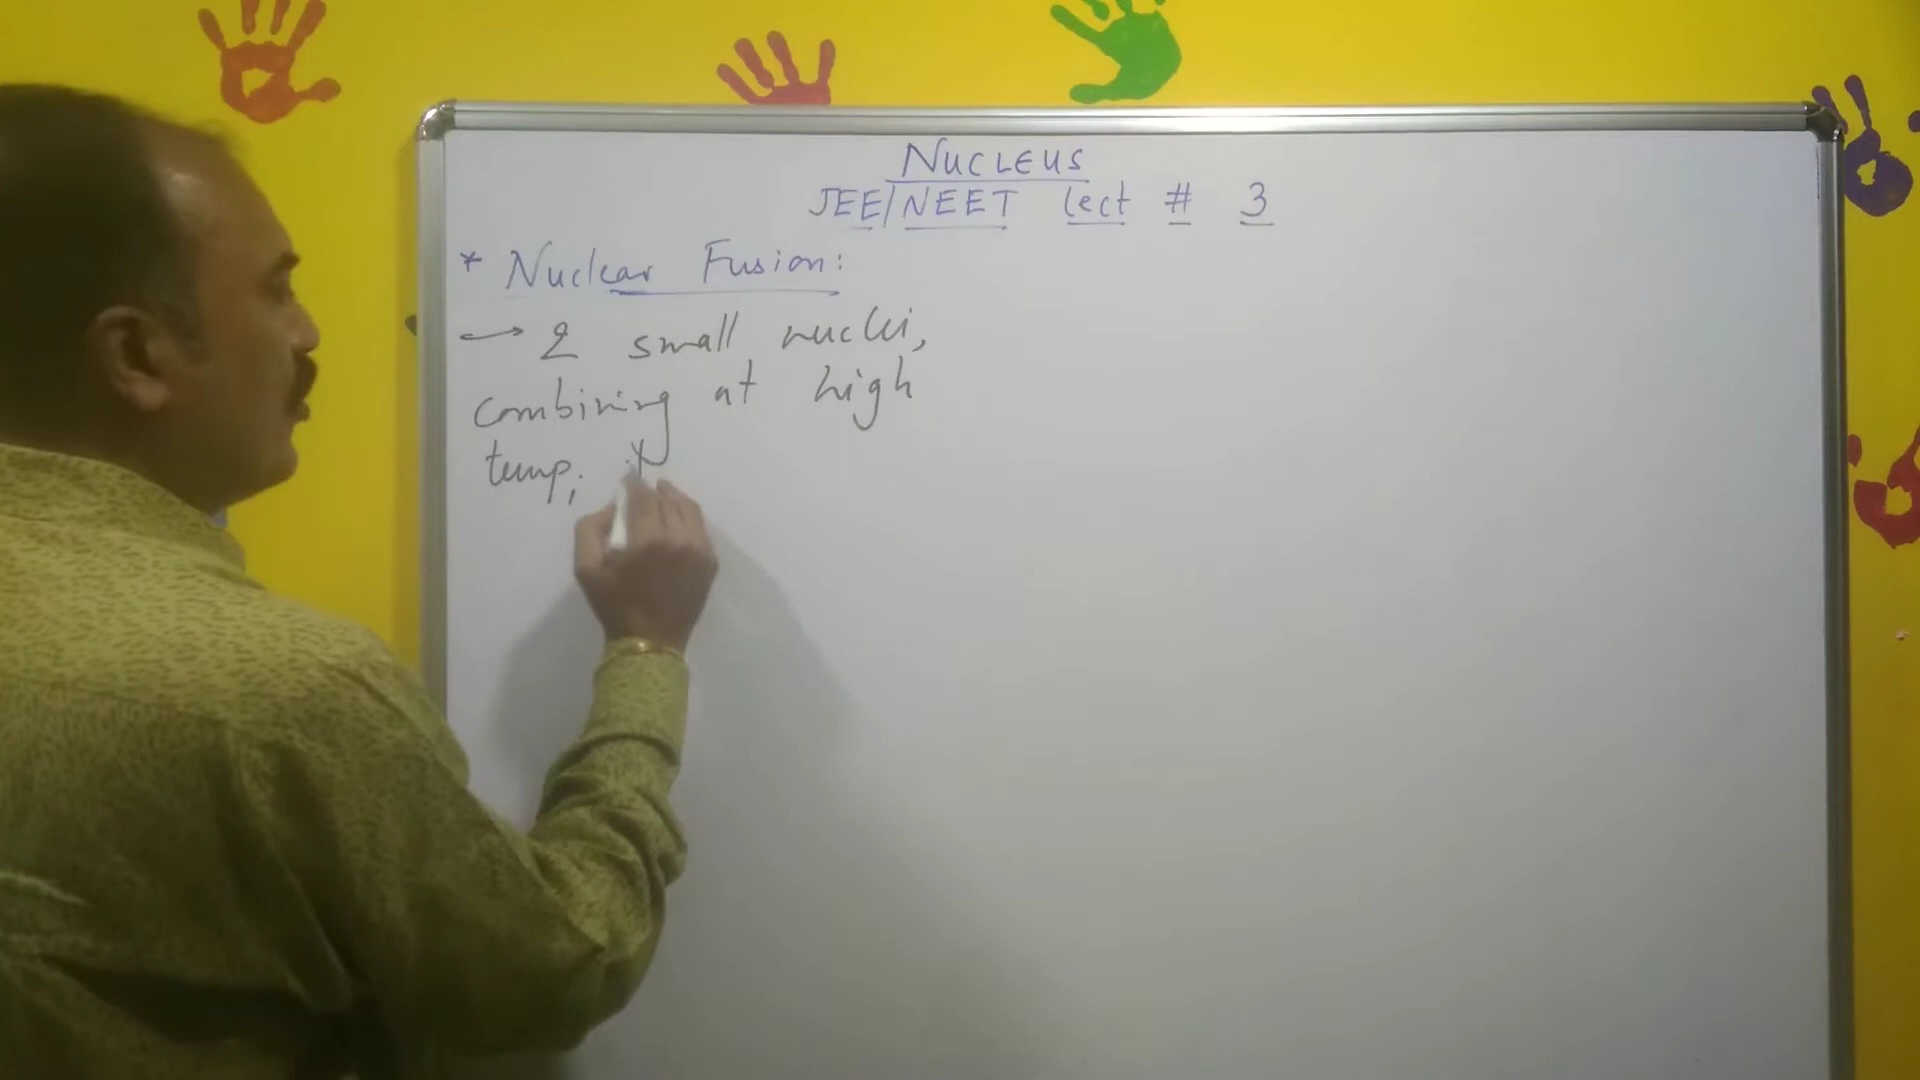 NUCLEUS
JEE/NEET Lect # 3
* Nuclear Fusion:
→ 2 small nuclei,
combining at high
temp;